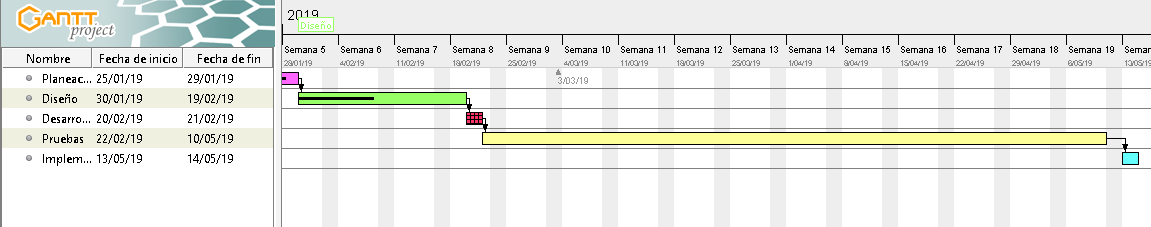 GANTT
project
2019
Diseño
Semana 5 Semana 6 Semana 7 Semana 8 Semana 9 Semana 10 Semana 11 Semana 12 Semana 13 Semana 14 Semana 15 Semana 16 Semana 17 Semana 18 Semana 19 Seman
28/01/19 4/02/19 11/02/19 18/02/19 25/02/19 4/03/19 11/03/19 18/03/19 25/03/19 1/04/19 8/04/19 15/04/19 22/04/19 29/04/19 6/05/19 13/05/19
3/03/19
Nombre Fecha de inicio Fecha de fin
Planeac... 25/01/19 29/01/19
Diseño 30/01/19 19/02/19
Desarro... 20/02/19 21/02/19
Pruebas 22/02/19 10/05/19
Implem... 13/05/19 14/05/19